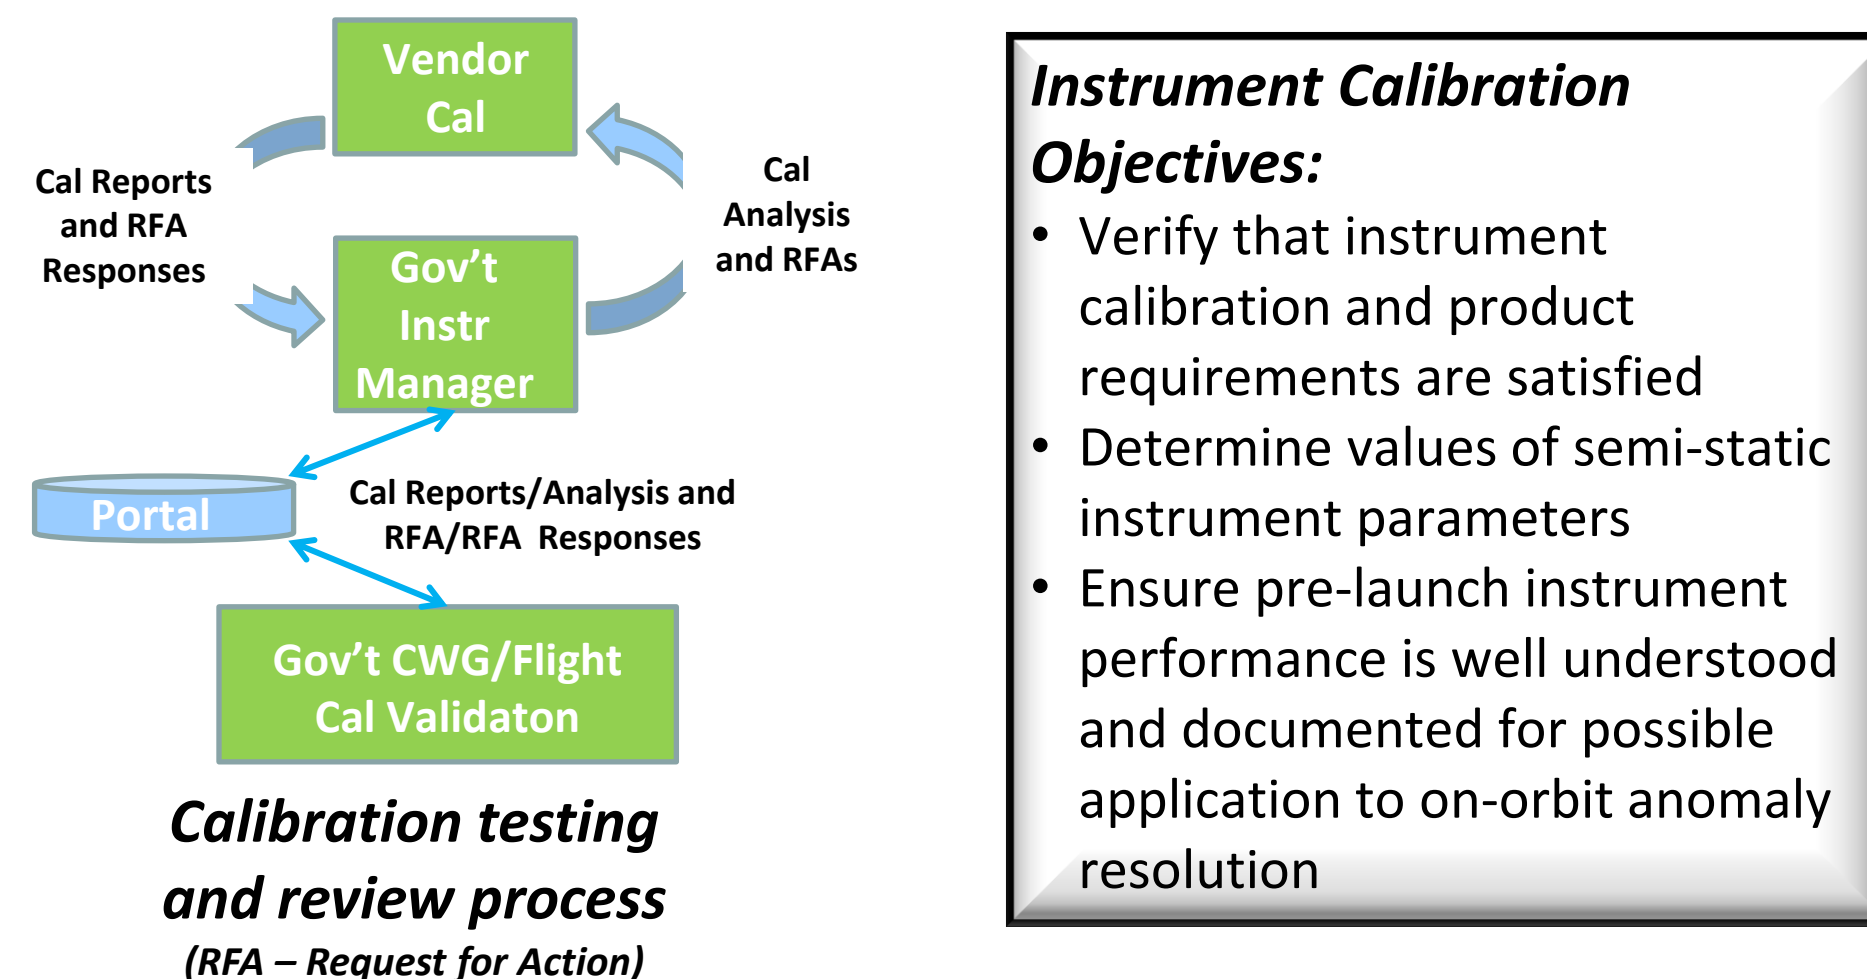 Vendor
Cal
Cal Reports
and RFA
Responses
Cal
Analysis
and RFAs
Gov’t
Instr
Manager
Portal
Cal Reports/Analysis and
RFA/RFA  Responses
Gov’t CWG/Flight
Cal Validaton
Calibration testing
and review process
(RFA – Request for Action)
Instrument Calibration
Objectives:
• Verify that instrument
calibration and product
requirements are satisfied
• Determine values of semi-static
instrument parameters
• Ensure pre-launch instrument
performance is well understood
and documented for possible
application to on-orbit anomaly
resolution